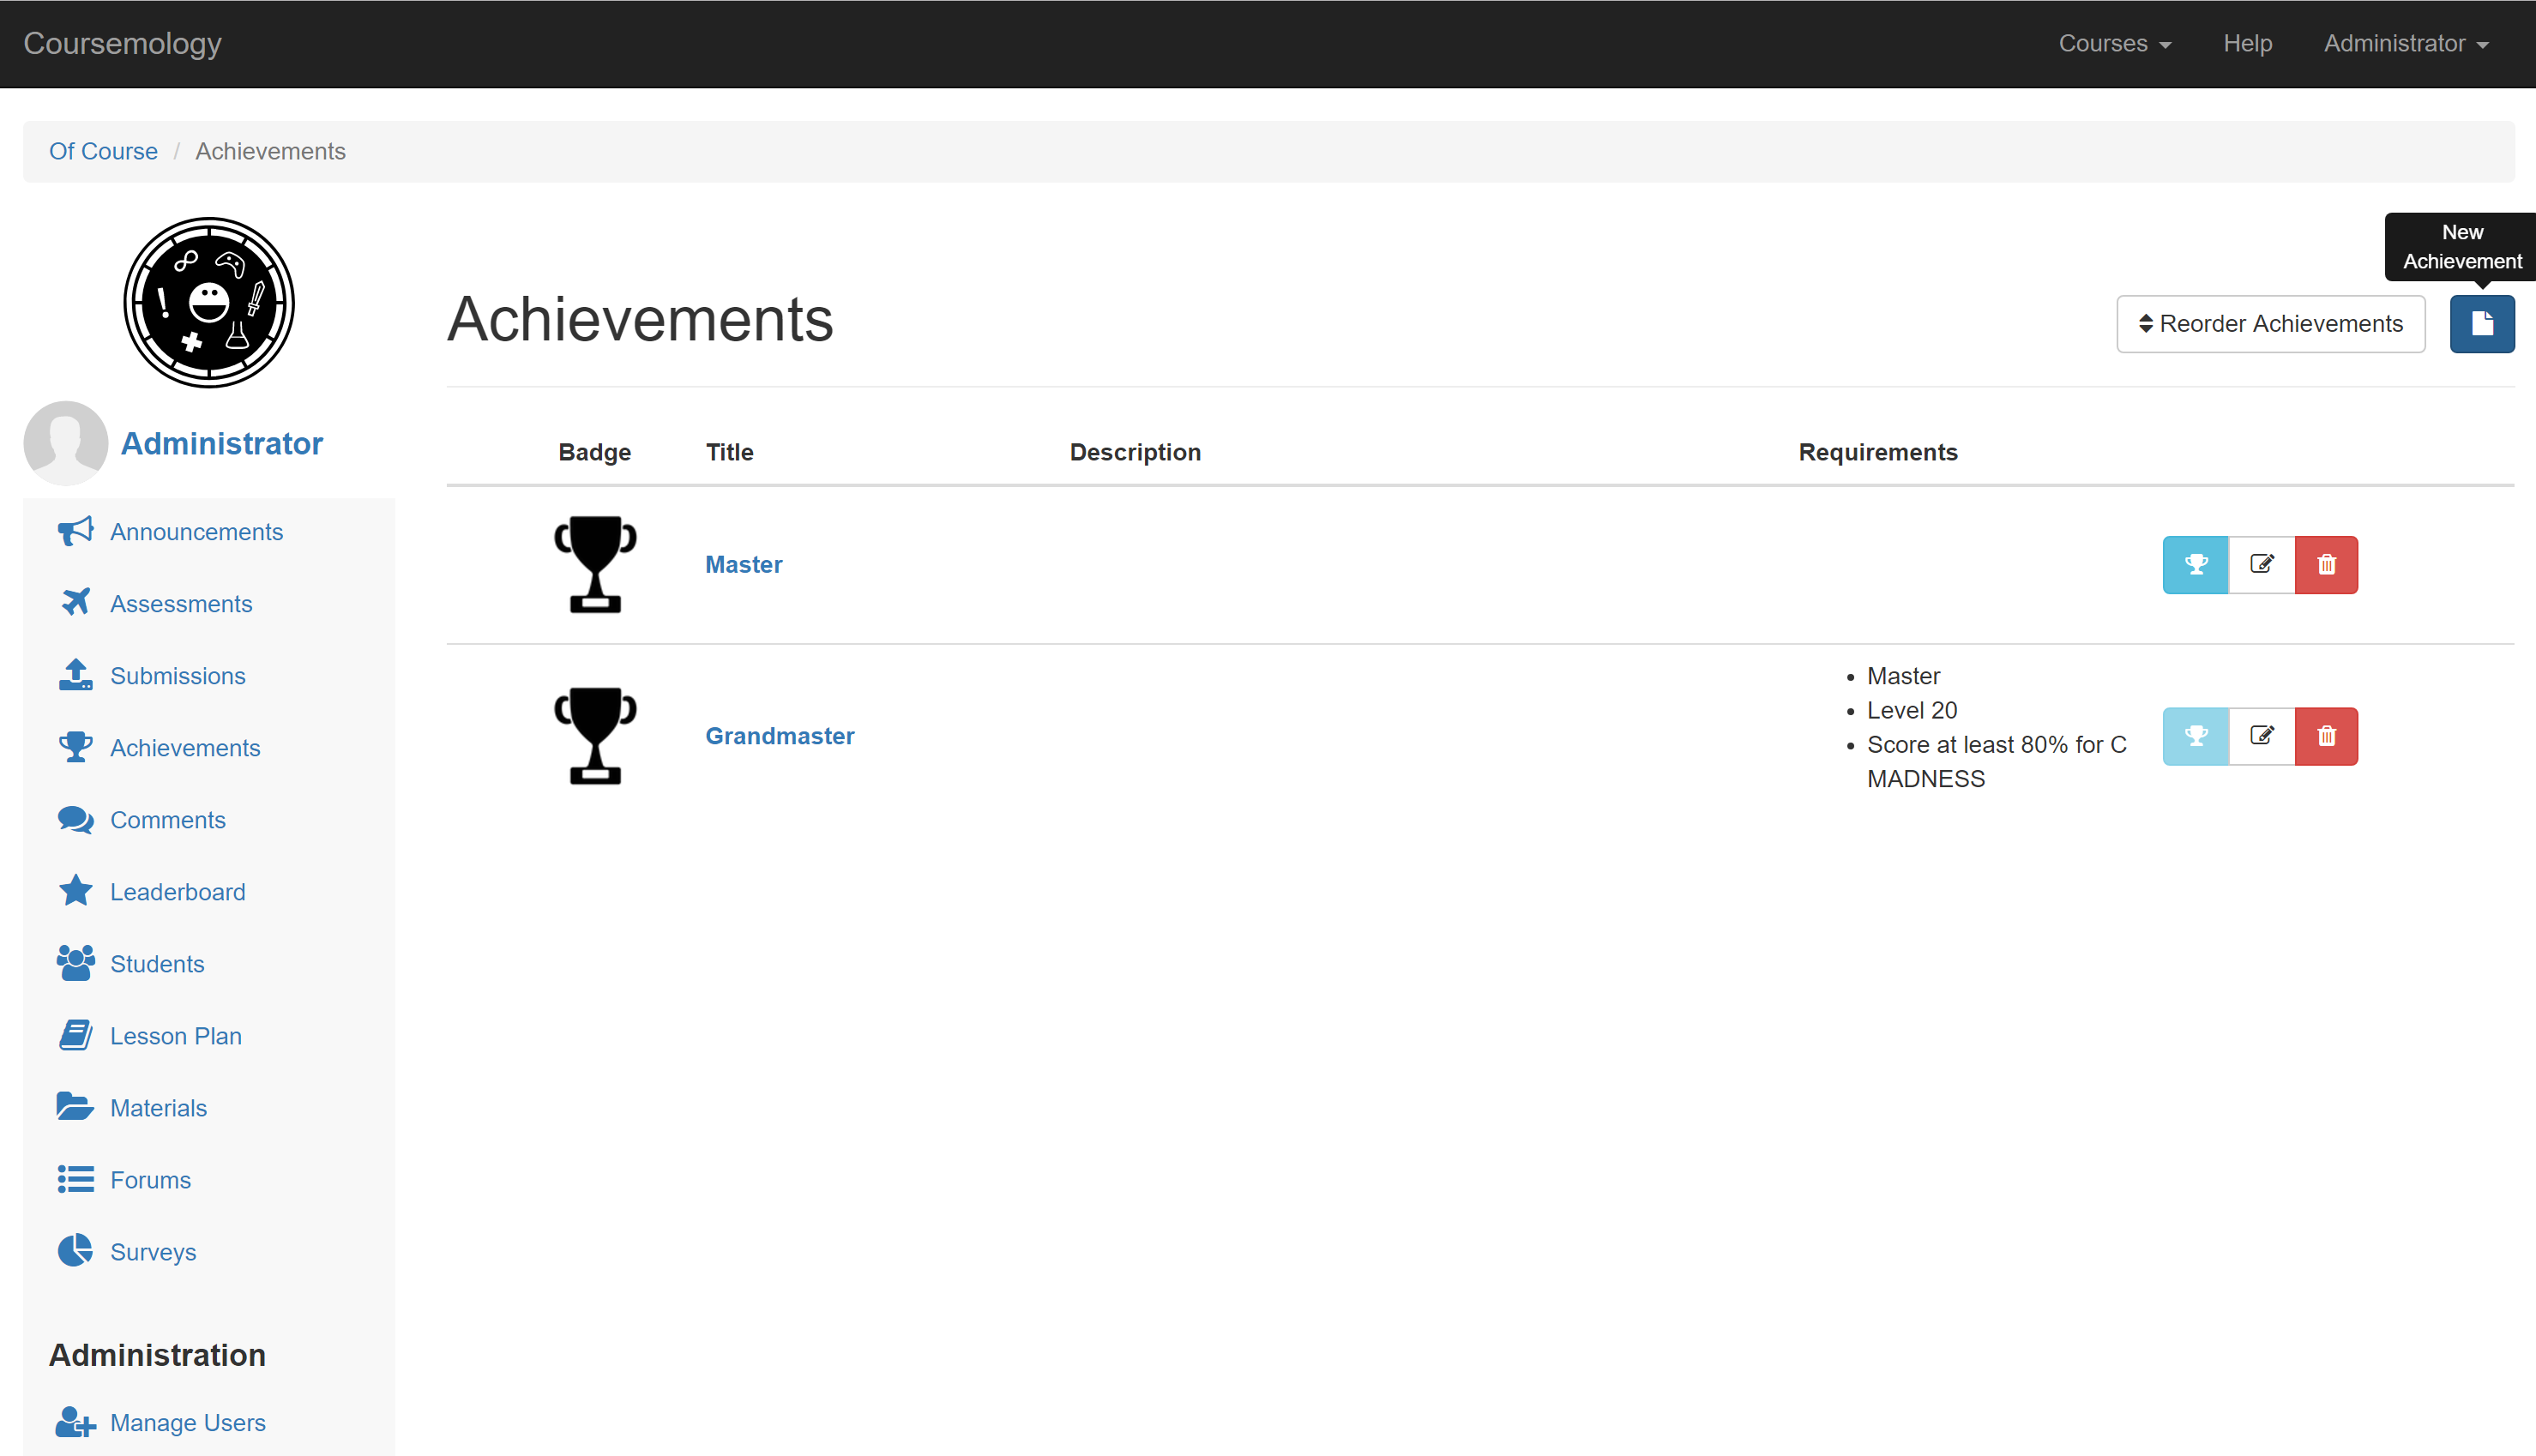 Coursemology
Courses
Help
Administrator
Of Course / Achievements
New
Achievement
Achievements
Reorder Achievements
Administrator
Announcements
Assessments
Submissions
Achievements
Comments
Leaderboard
Students
Lesson Plan
Materials
Forums
Surveys
Administration
Manage Users
Badge
Title
Description
Requirements
Master
Grandmaster
Master
Level 20
Score at least 80% for C
MADNESS